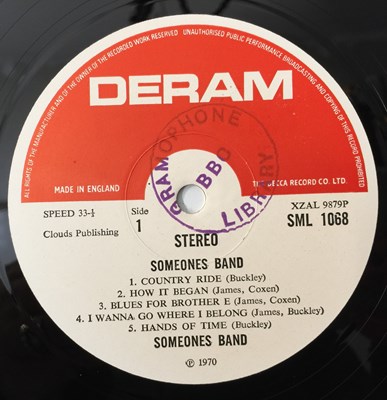 ALL RIGHTS OF THE MANUFACTURER AND OF THE OWNER OF THE RECORDED WORK RESERVED UNAUTHORISED PUBLIC PERFORMANCE BROADCASTING AND COPYING OF THIS RECORD PROHIBITED
DERAM
GRAMOPHONE
BBC
LIBRARY
MADE IN ENGLAND
DECCA RECORD CO. LTD.
SPEED 33-⅓
Side
1
XZAL 9879P
SML 1068
Clouds Publishing
STEREO
SOMEONES BAND
1. COUNTRY RIDE (Buckley)
2. HOW IT BEGAN (James, Coxen)
3. BLUES FOR BROTHER E (James, Coxen)
4. I WANNA GO WHERE I BELONG (James, Buckley)
5. HANDS OF TIME (Buckley)
SOMEONES BAND
℗ 1970